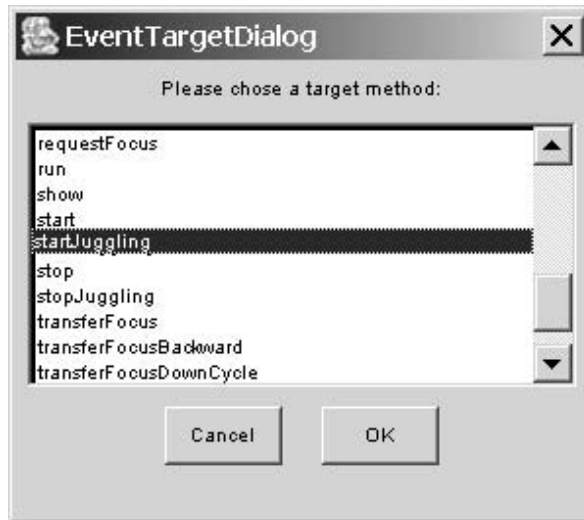 EventTargetDialog
Please chose a target method:
requestFocus
run
show
start
startJuggling
stop
stopJuggling
transferFocus
transferFocusBackward
transferFocusDownCycle
Cancel OK